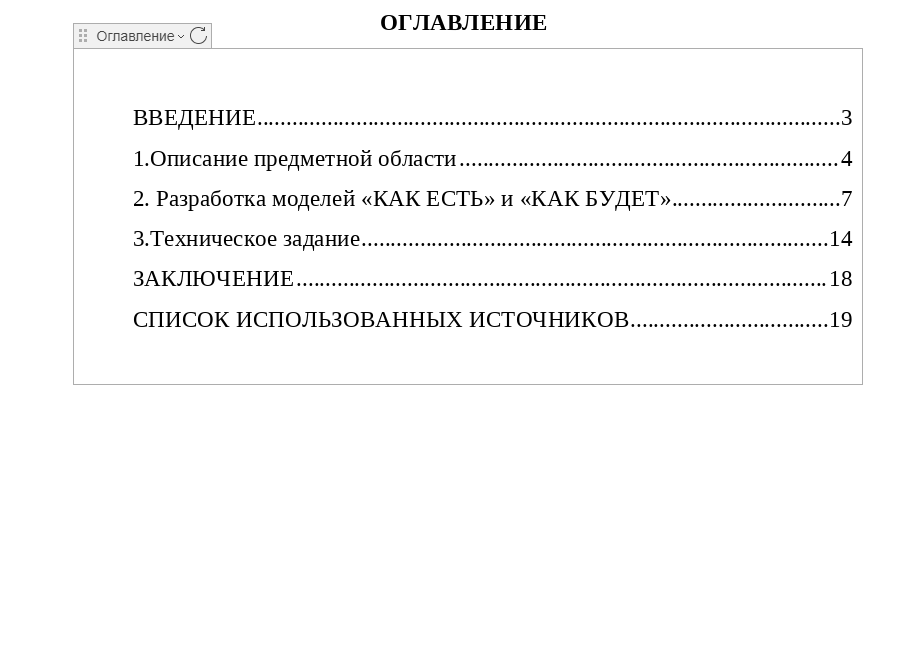 ОГЛАВЛЕНИЕ
Оглавление
ВВЕДЕНИЕ....................................................................................................3
1.Описание предметной области.................................................................4
2. Разработка моделей «КАК ЕСТЬ» и «КАК БУДЕТ».............................7
3.Техническое задание................................................................................14
ЗАКЛЮЧЕНИЕ...........................................................................................18
СПИСОК ИСПОЛЬЗОВАННЫХ ИСТОЧНИКОВ..................................19